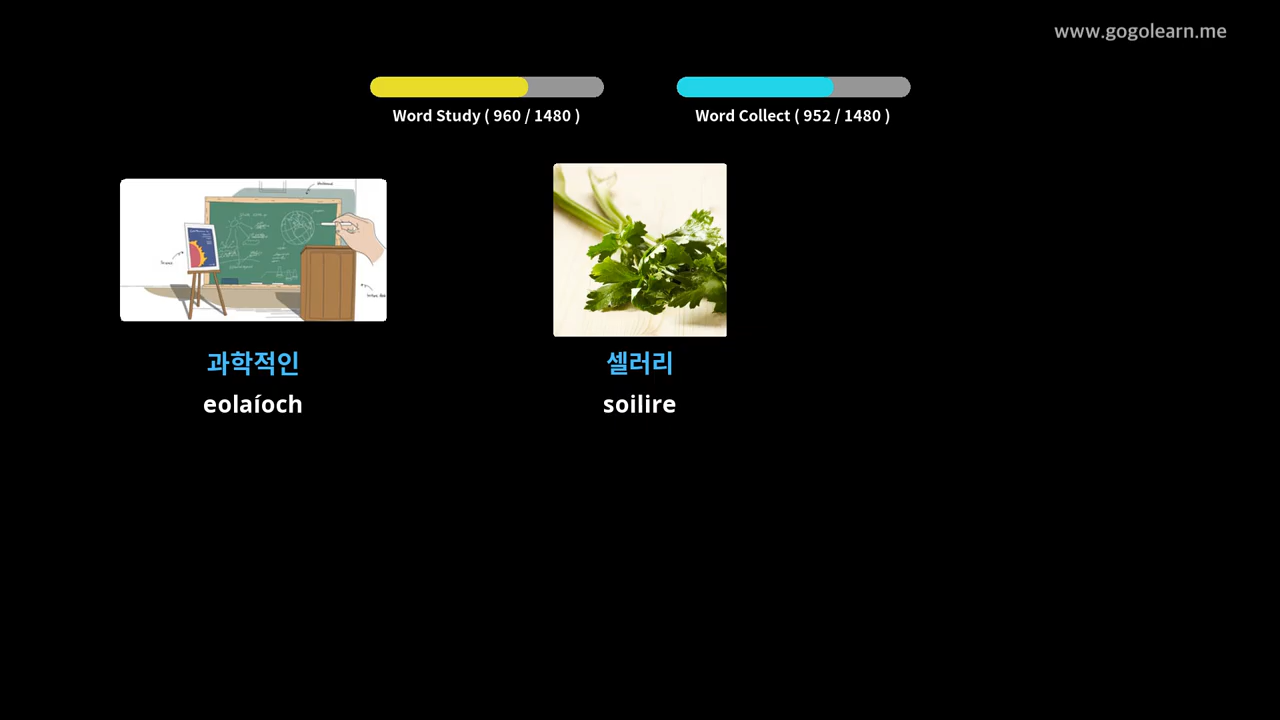 www.gogolearn.me
Word Study ( 960 / 1480 )
Word Collect ( 952 / 1480 )
과학적인
eolaíoch
셀러리
soilire